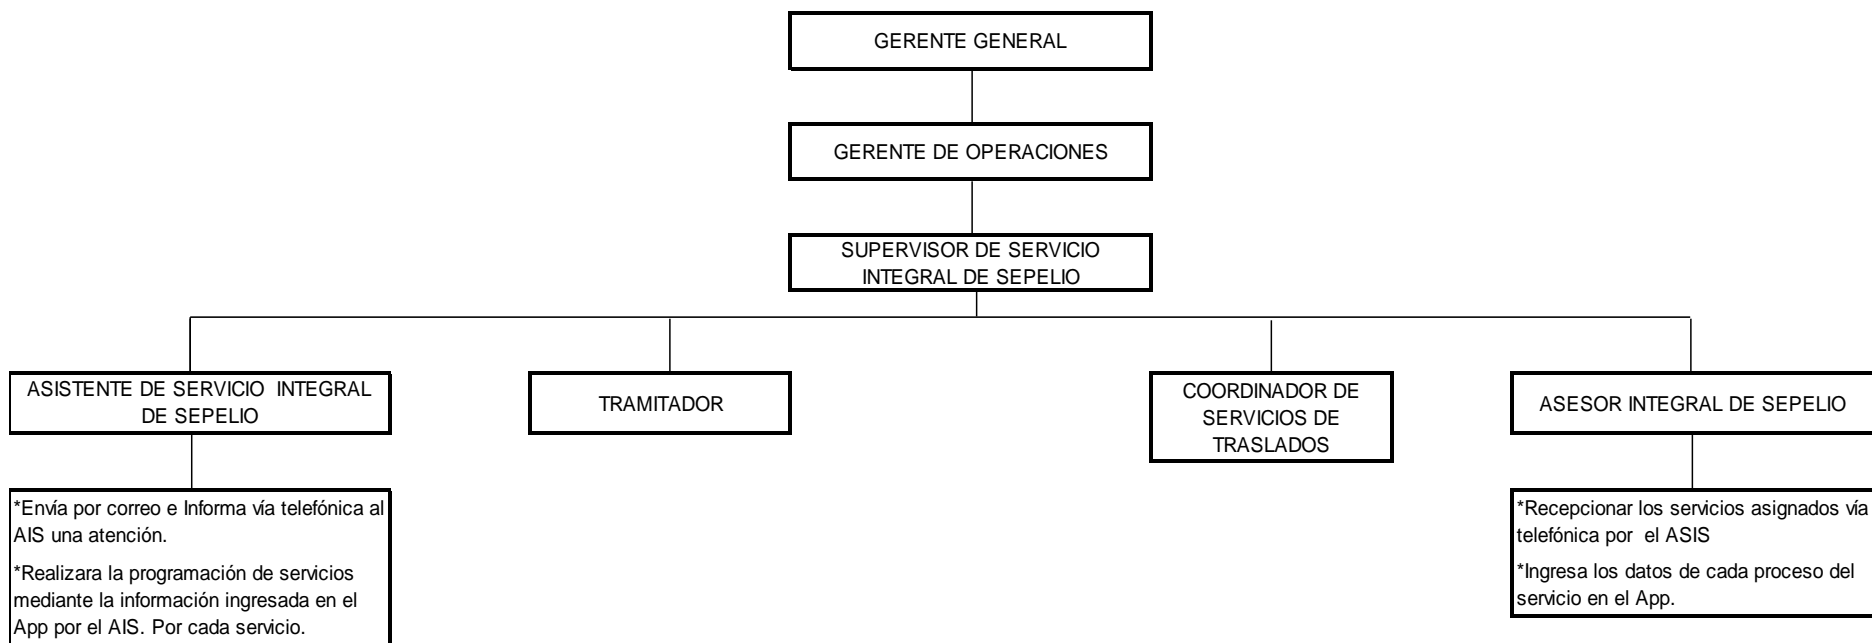 GERENTE GENERAL
GERENTE DE OPERACIONES
SUPERVISOR DE SERVICIO
INTEGRAL DE SEPELIO
ASISTENTE DE SERVICIO INTEGRAL
DE SEPELIO
TRAMITADOR
COORDINADOR DE
SERVICIOS DE
TRASLADOS
ASESOR INTEGRAL DE SEPELIO
*Envía por correo e Informa vía telefónica al
AIS una atención.
*Realizara la programación de servicios
mediante la información ingresada en el
App por el AIS. Por cada servicio.
*Recepcionar los servicios asignados vía
telefónica por el ASIS
*Ingresa los datos de cada proceso del
servicio en el App.